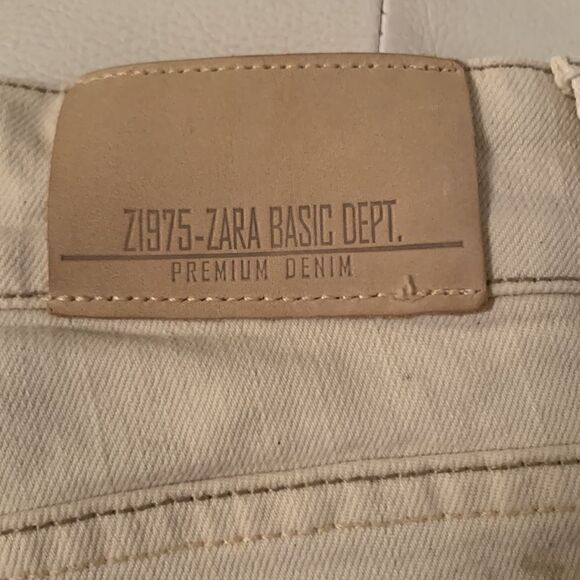 Z1975-ZARA BASIC DEPT.
PREMIUM DENIM